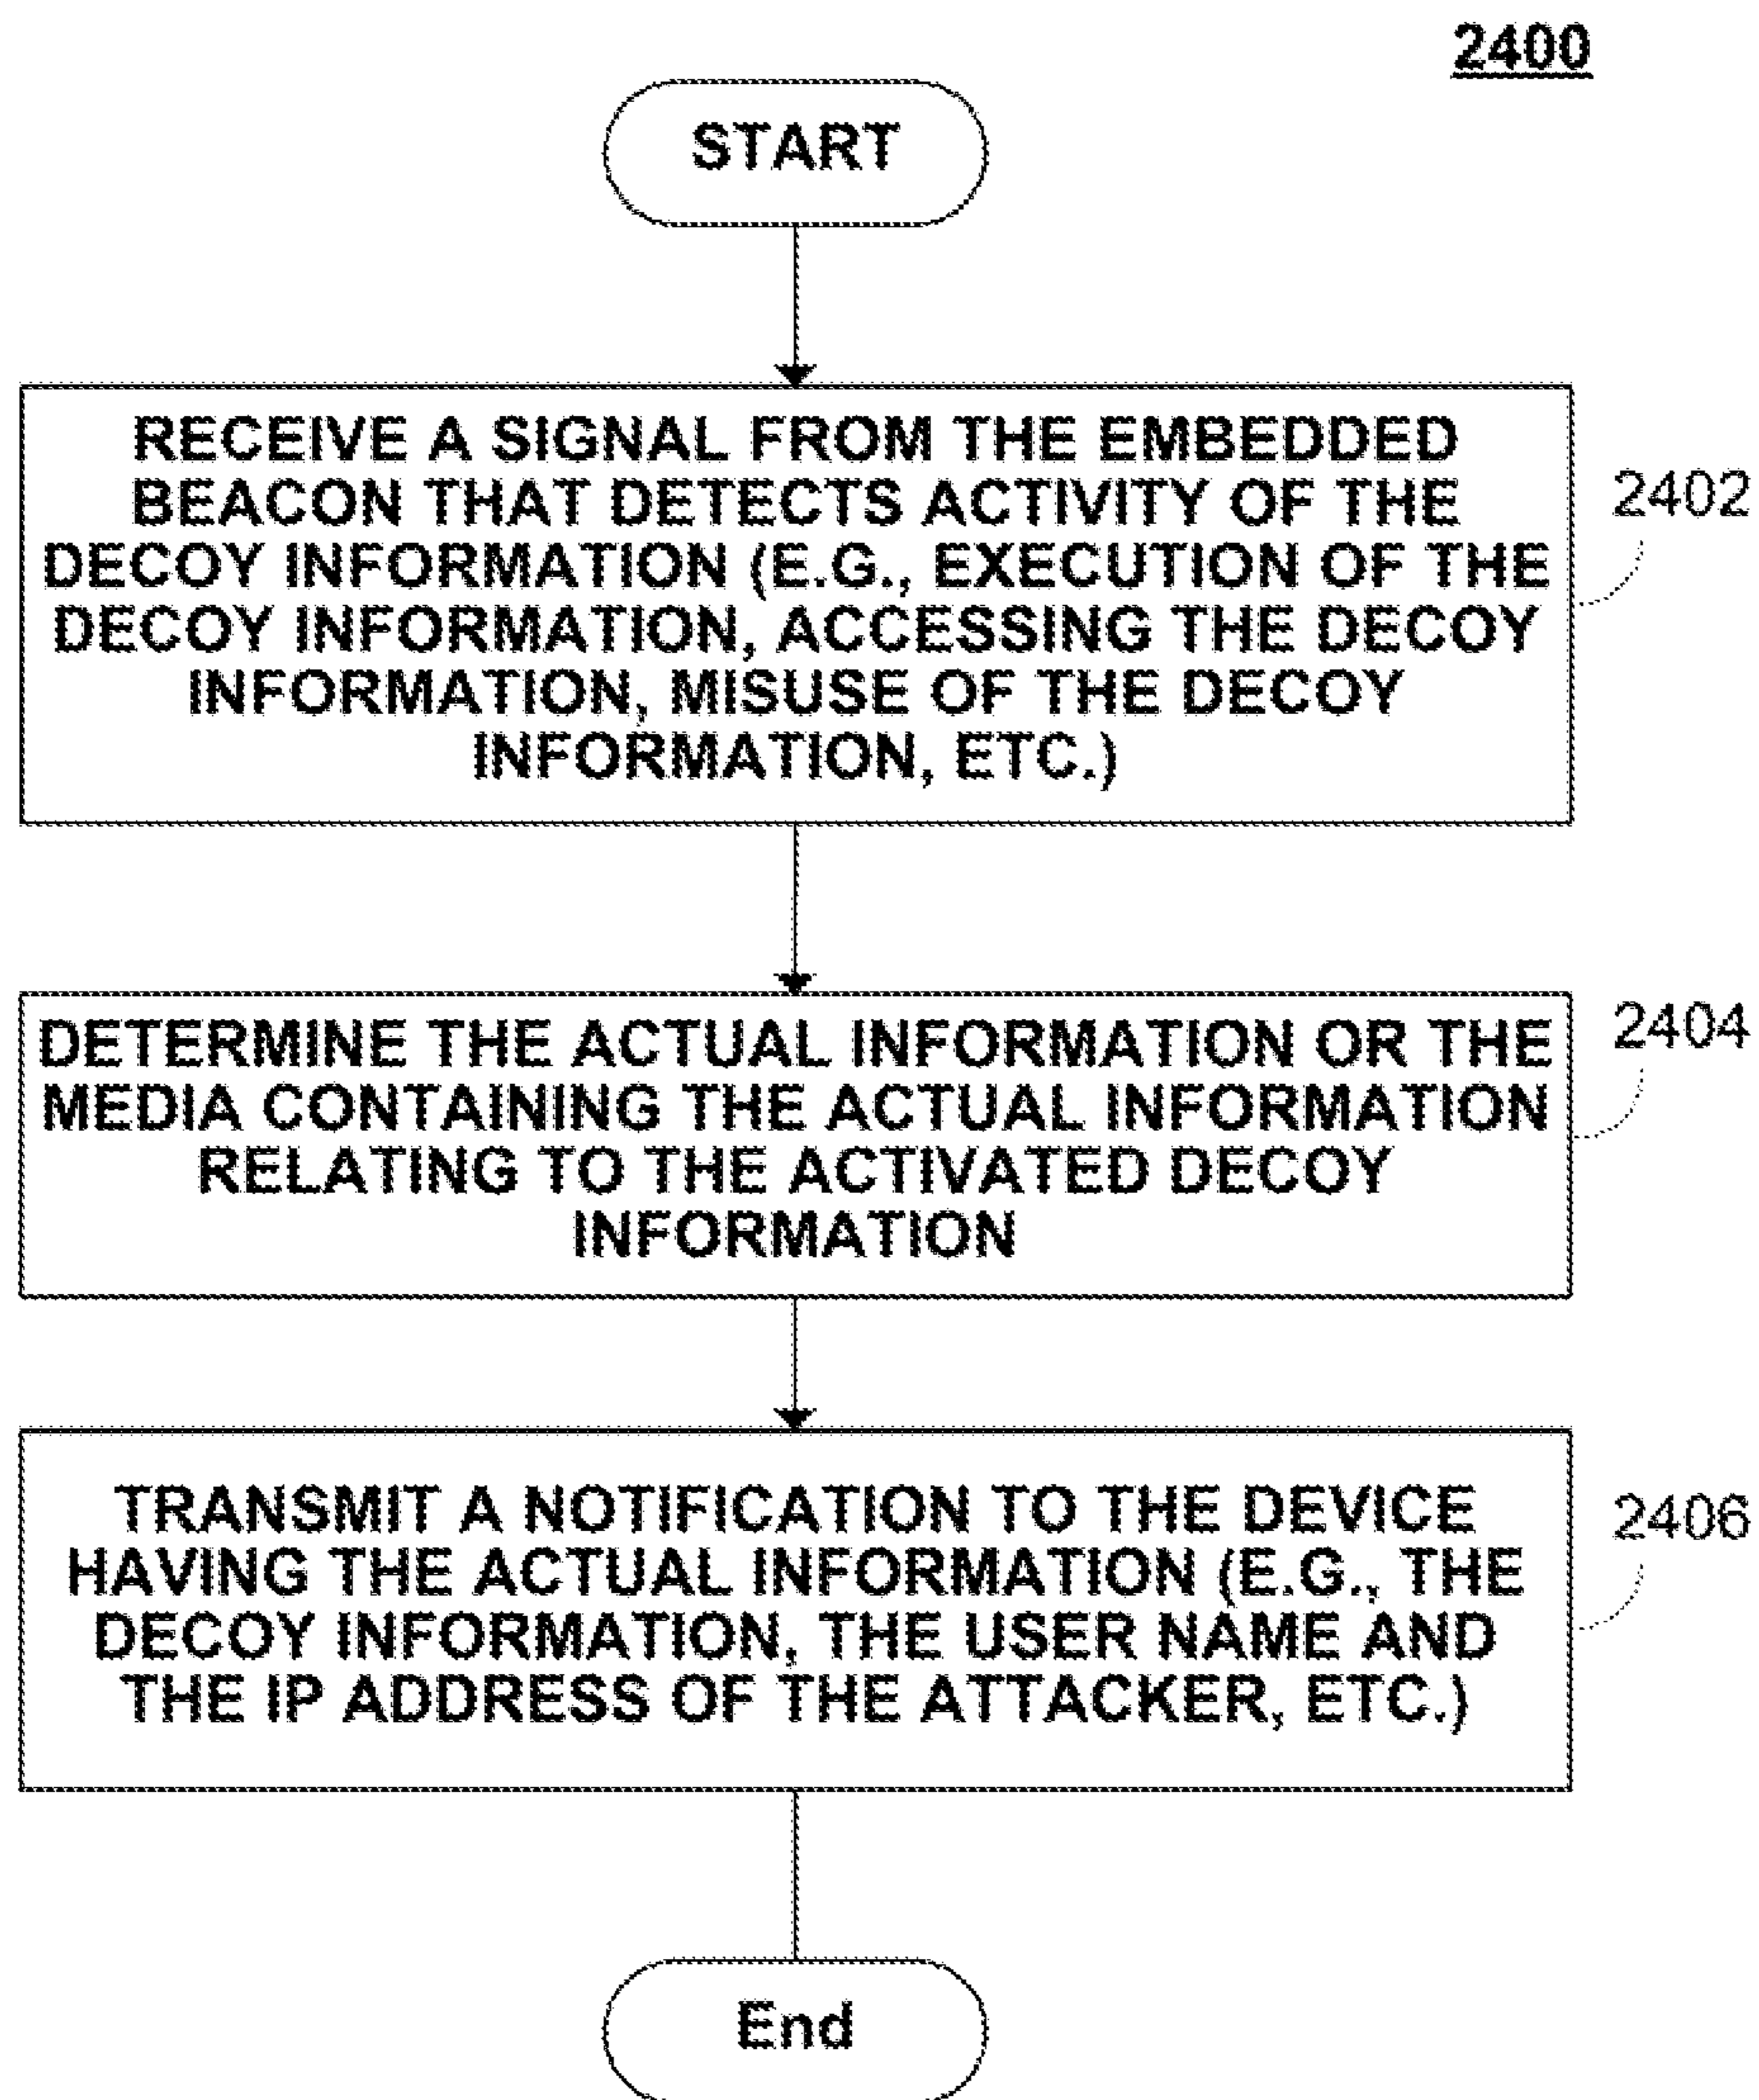 2400
START
RECEIVE A SIGNAL FROM THE EMBEDDED
BEACON THAT DETECTS ACTIVITY OF THE
DECOY INFORMATION (E.G., EXECUTION OF THE
DECOY INFORMATION, ACCESSING THE DECOY
INFORMATION, MISUSE OF THE DECOY
INFORMATION, ETC.)
2402
DETERMINE THE ACTUAL INFORMATION OR THE
MEDIA CONTAINING THE ACTUAL INFORMATION
RELATING TO THE ACTIVATED DECOY
INFORMATION
2404
TRANSMIT A NOTIFICATION TO THE DEVICE
HAVING THE ACTUAL INFORMATION (E.G., THE
DECOY INFORMATION, THE USER NAME AND
THE IP ADDRESS OF THE ATTACKER, ETC.)
2406
End